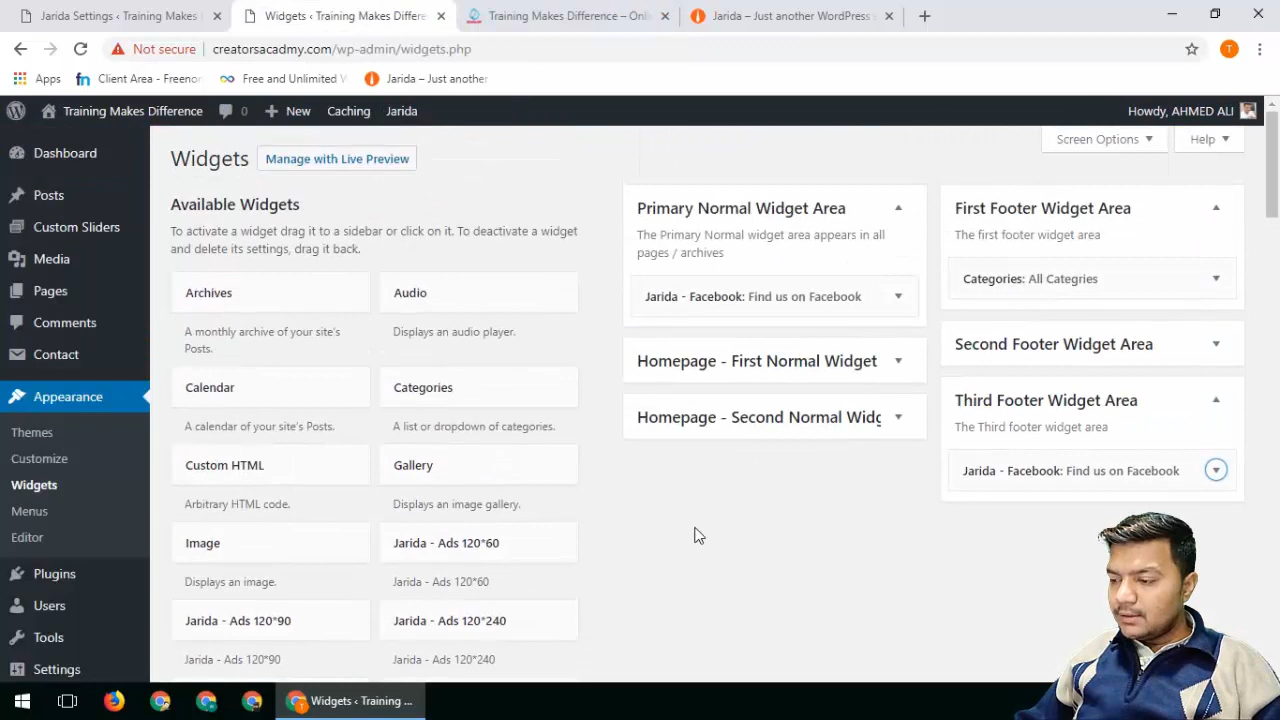 Jarida Settings ‹ Training Makes
Widgets ‹ Training Makes Differe
Training Makes Difference – Onli
Jarida – Just another WordPress s
Not secure
creatorsacadmy.com/wp-admin/widgets.php
T
Apps
fn Client Area - Freenor
Free and Unlimited V
Jarida – Just another
Training Makes Difference
0
New
Caching
Jarida
Howdy, AHMED ALI
Dashboard
Posts
Custom Sliders
Media
Pages
Comments
Contact
Appearance
Themes
Customize
Widgets
Menus
Editor
Plugins
Users
Tools
Settings
Screen Options
Help
Widgets
Manage with Live Preview
Available Widgets
To activate a widget drag it to a sidebar or click on it. To deactivate a widget
and delete its settings, drag it back.
Archives
Audio
A monthly archive of your site's
Posts.
Displays an audio player.
Calendar
Categories
A calendar of your site's Posts.
A list or dropdown of categories.
Custom HTML
Gallery
Arbitrary HTML code.
Displays an image gallery.
Image
Jarida - Ads 120*60
Displays an image.
Jarida - Ads 120*60
Jarida - Ads 120*90
Jarida - Ads 120*240
Jarida - Ads 120*90
Jarida - Ads 120*240
Primary Normal Widget Area
The Primary Normal widget area appears in all
pages / archives
Jarida - Facebook: Find us on Facebook
Homepage - First Normal Widget
Homepage - Second Normal Widg
First Footer Widget Area
The first footer widget area
Categories: All Categries
Second Footer Widget Area
Third Footer Widget Area
The Third footer widget area
Jarida - Facebook: Find us on Facebook
Widgets ‹ Training ...